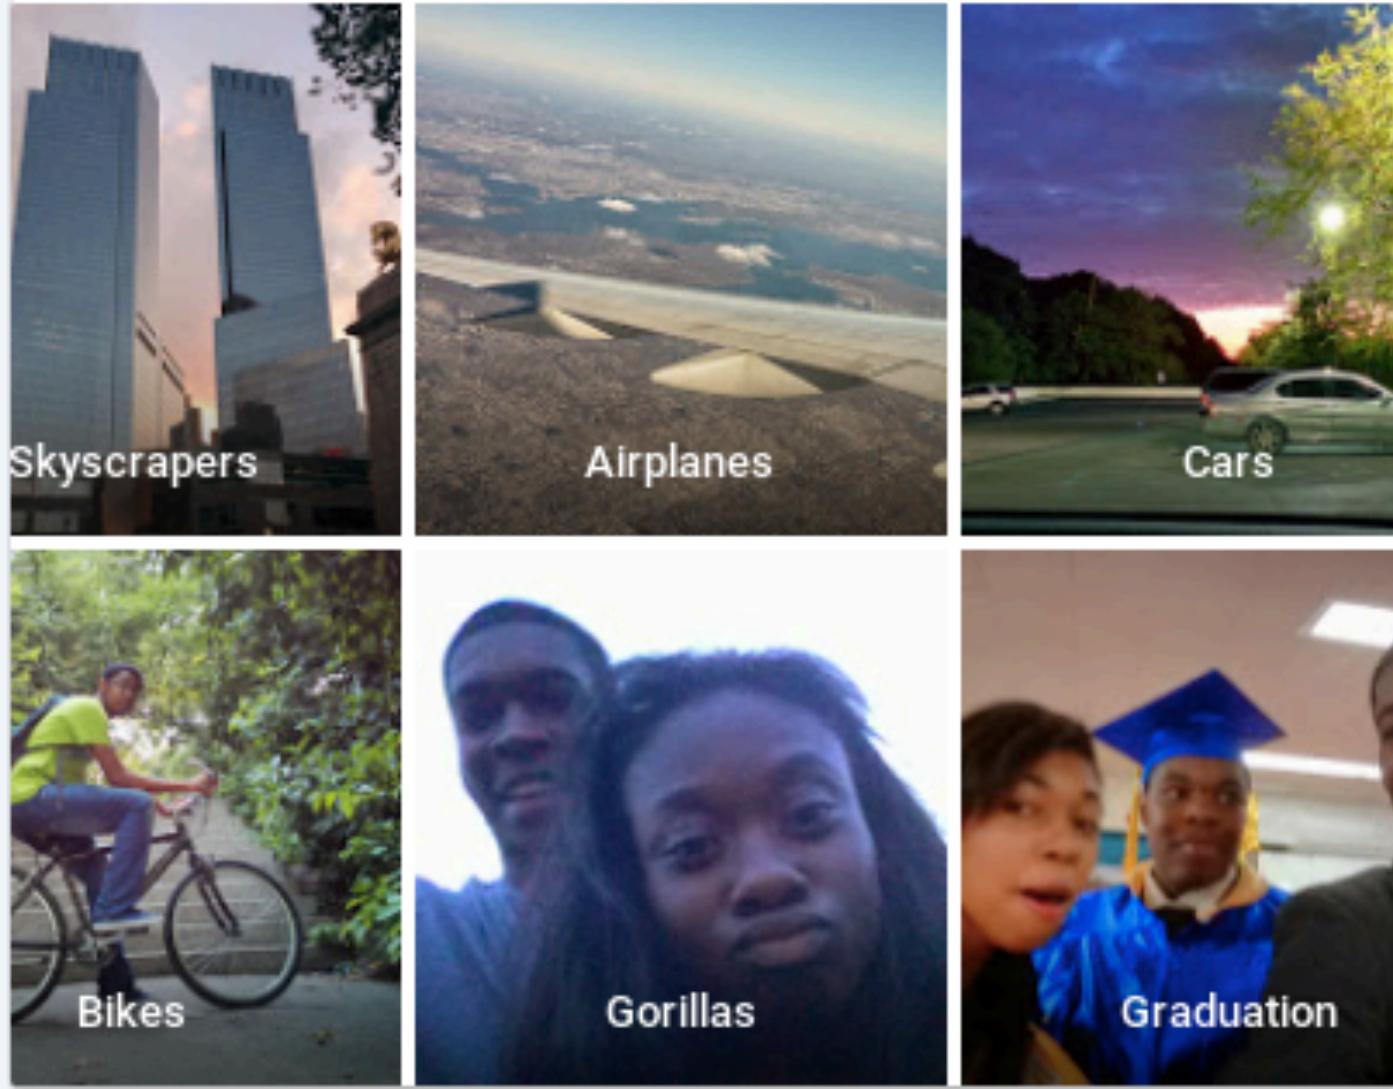 Skyscrapers
Airplanes
Cars
Bikes
Gorillas
Graduation